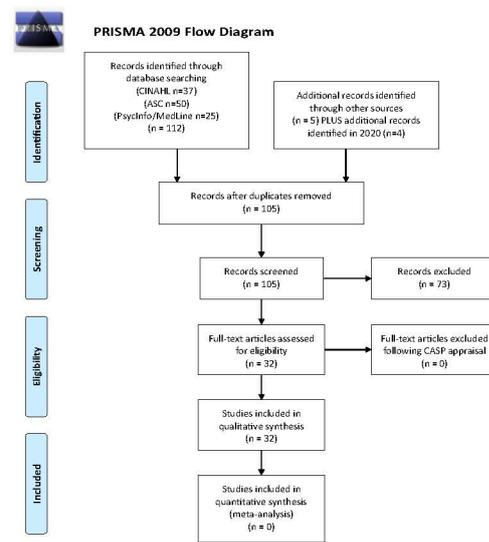 PRISMA
PRISMA 2009 Flow Diagram
Identification
Records identified through
database searching
(CINAHL n=37)
(ASC n=50)
(PsycInfo/MedLine n=25)
(n = 112)
Additional records identified
through other sources
(n = 5) PLUS additional records
identified in 2020 (n=4)
Records after duplicates removed
(n = 105)
Screening
Records screened
(n = 105)
Records excluded
(n = 73)
Eligibility
Full-text articles assessed
for eligibility
(n = 32)
Full-text articles excluded
following CASP appraisal
(n = 0)
Studies included in
qualitative synthesis
(n = 32)
Included
Studies included in
quantitative synthesis
(meta-analysis)
(n = 0)